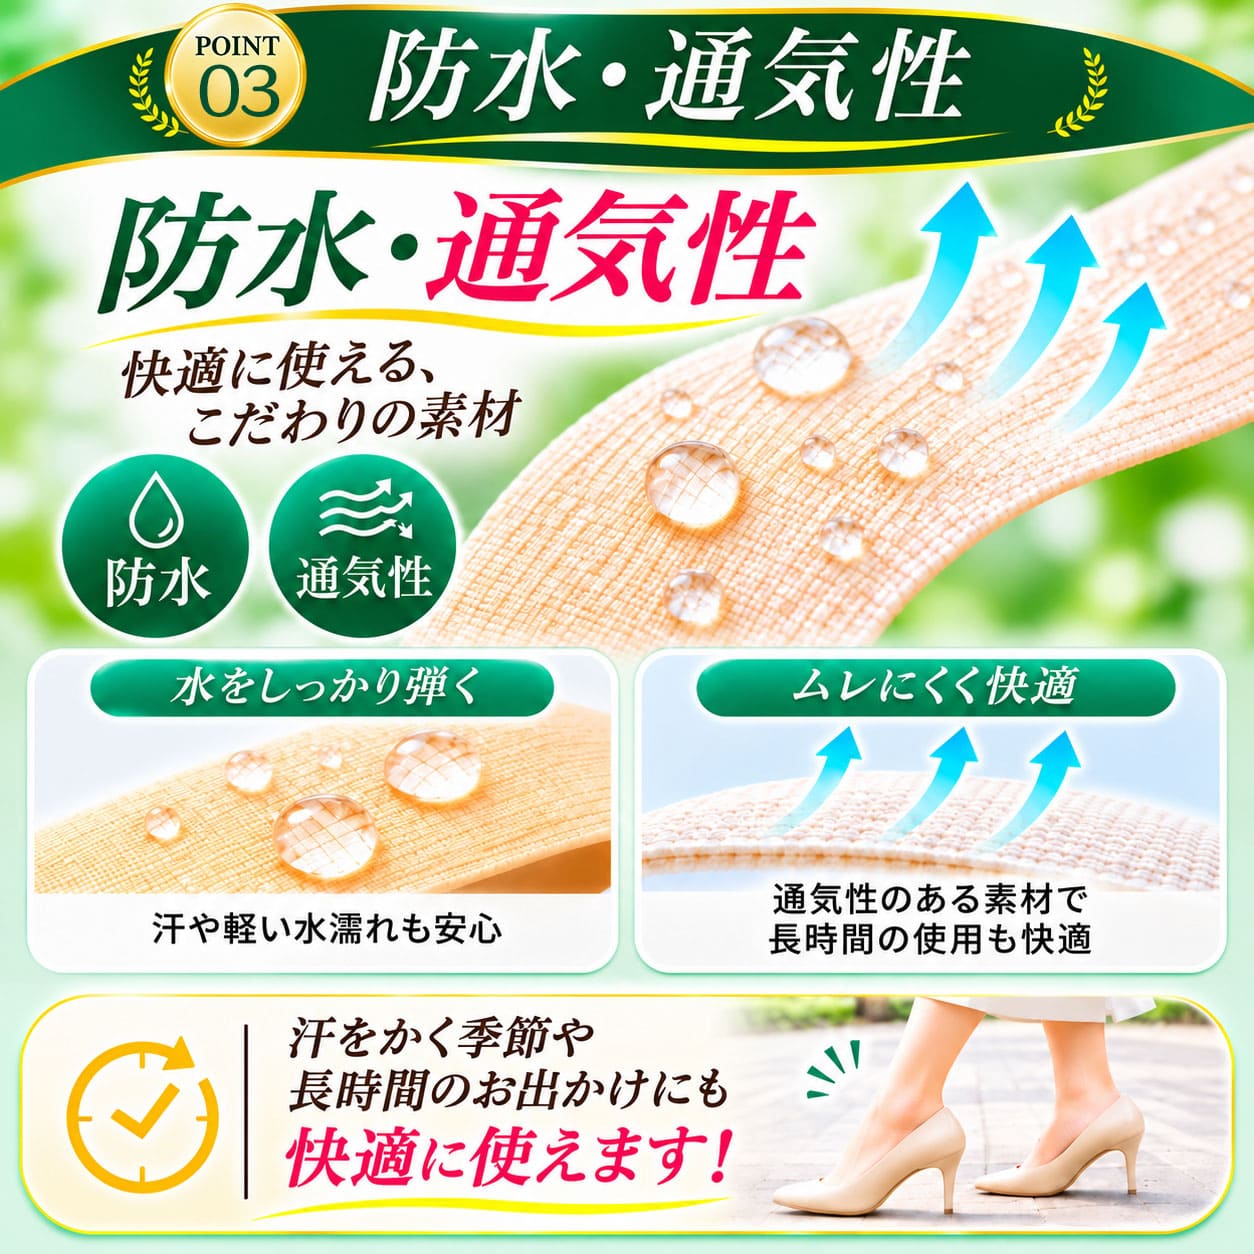 POINT
03
防水・通気性
防水・通気性
快適に使える、
こだわりの素材
防水
通気性
水をしっかり弾く
汗や軽い水濡れも安心
ムレにくく快適
通気性のある素材で
長時間の使用も快適
汗をかく季節や
長時間のお出かけにも
快適に使えます!